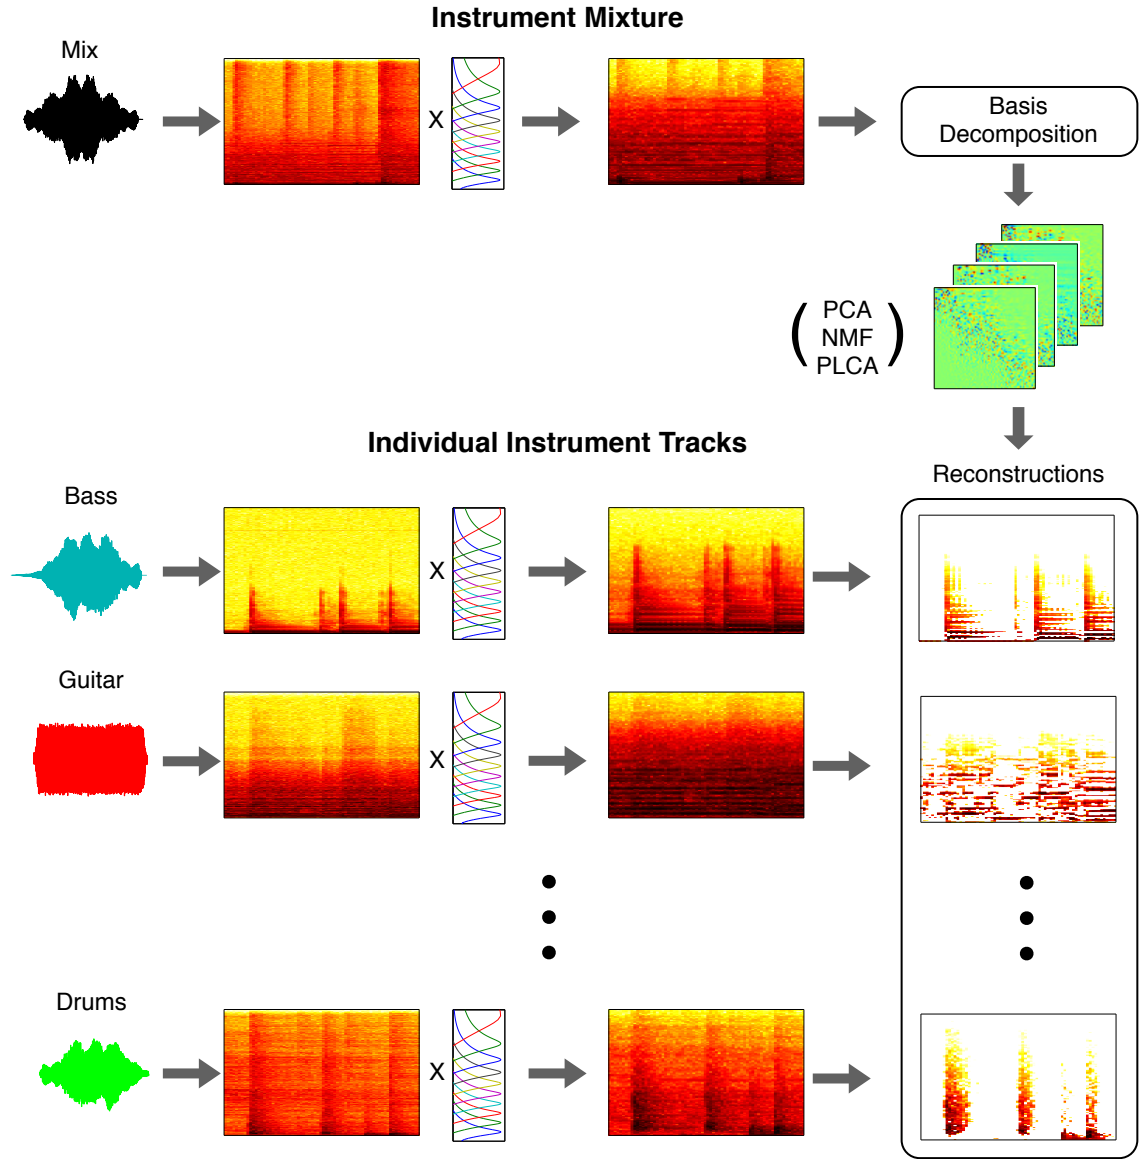 Instrument Mixture
Mix
X
Basis
Decomposition
PCA
NMF
PLCA
Individual Instrument Tracks
Reconstructions
Bass
X
Guitar
X
Drums
X